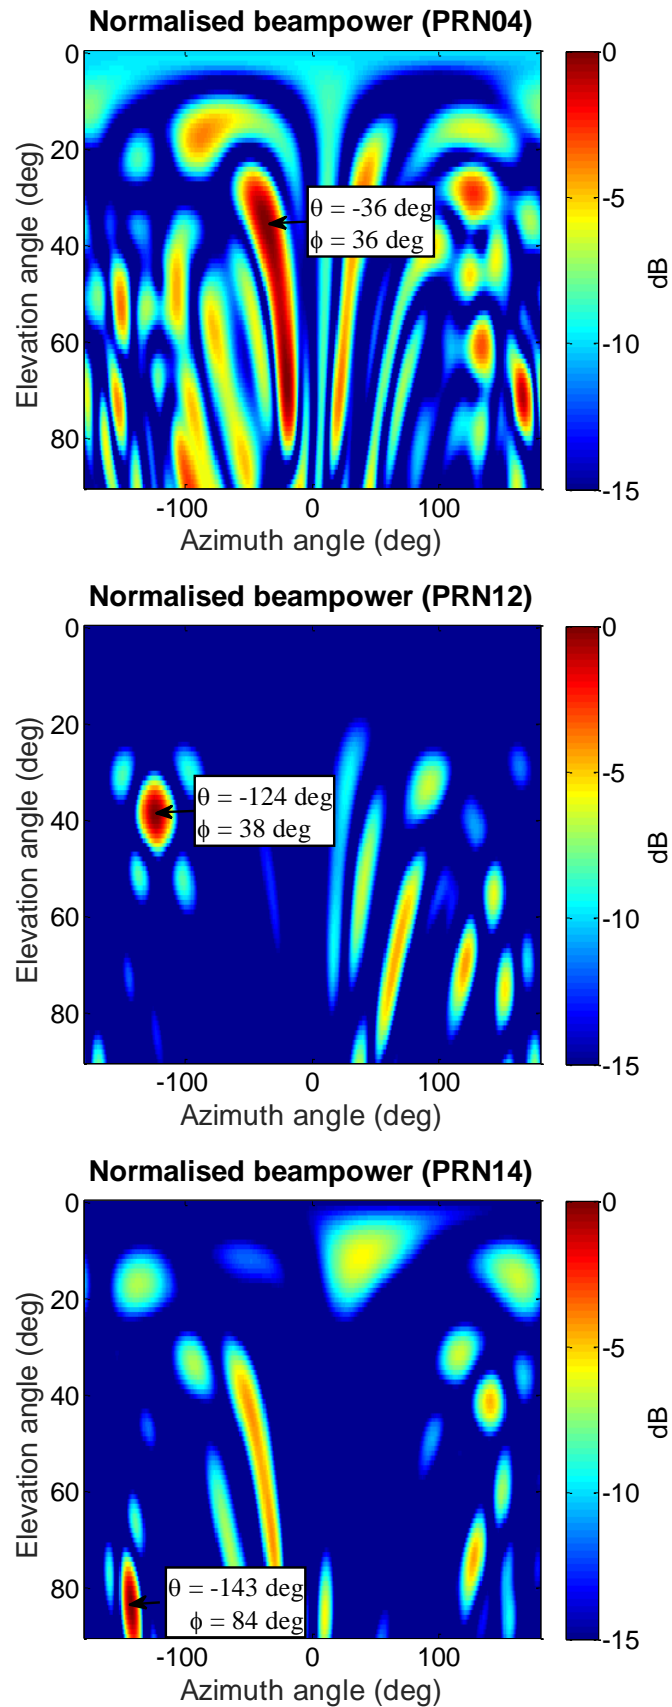 Normalised beampower (PRN04)
0
20
40
60
80
Elevation angle (deg)
θ = -36 deg
ϕ = 36 deg
-100
0
100
Azimuth angle (deg)
0
-5
-10
-15
dB
Normalised beampower (PRN12)
0
20
40
60
80
Elevation angle (deg)
θ = -124 deg
ϕ = 38 deg
-100
0
100
Azimuth angle (deg)
0
-5
-10
-15
dB
Normalised beampower (PRN14)
0
20
40
60
80
Elevation angle (deg)
θ = -143 deg
ϕ = 84 deg
-100
0
100
Azimuth angle (deg)
0
-5
-10
-15
dB